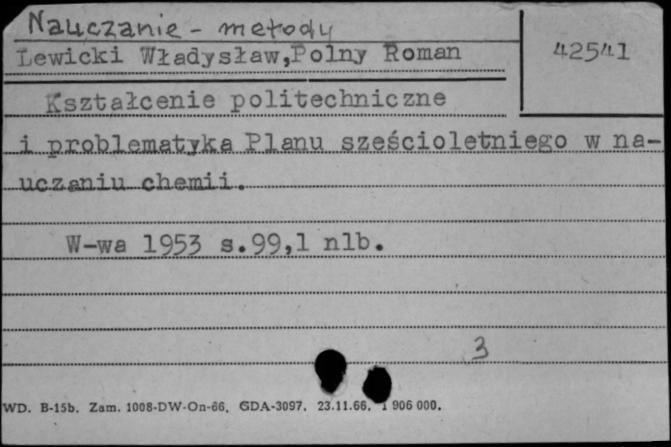 Nauczanie - metody
42541
Lewicki Władysław,Polny Roman
Kształcenie politechniczne
i problematyka Planu sześcioletniego w na-
uczaniu chemii.
W-wa 1953 s.99,1 nlb.
3
WD. B-15b. Zam. 1008-DW-On-66. GDA-3097. 23.11.66. 1 906 000.